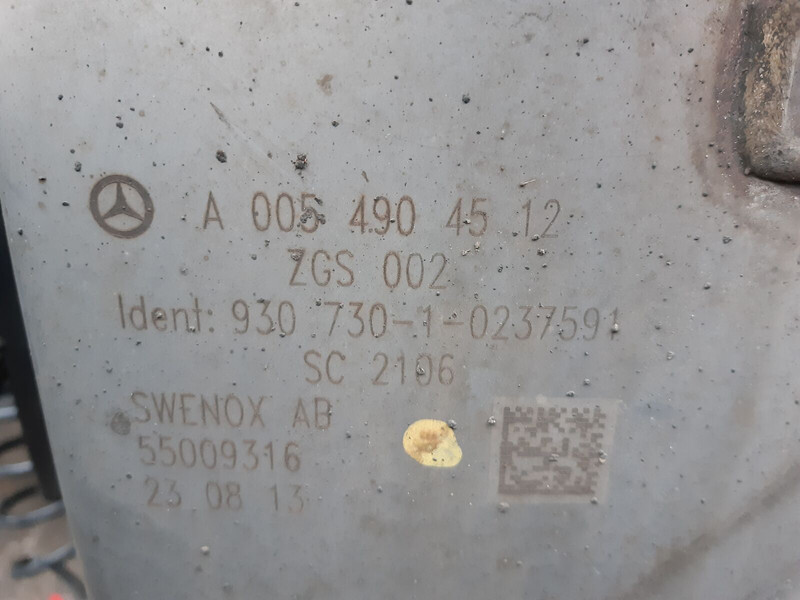 A 005 490 45 12
ZGS 002
Ident: 930 730-1-0237591
SC 2106
SWENOX AB
55009316
23 08 13